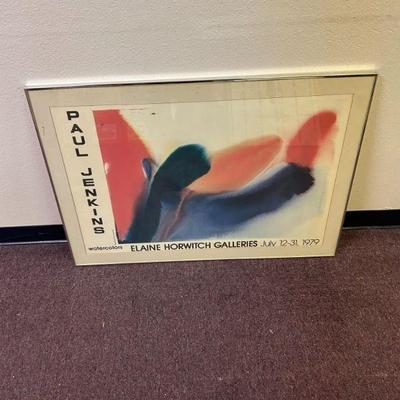 PAUL JENKINS
watercolors ELAINE HORWITCH GALLERIES July 12-31, 1979